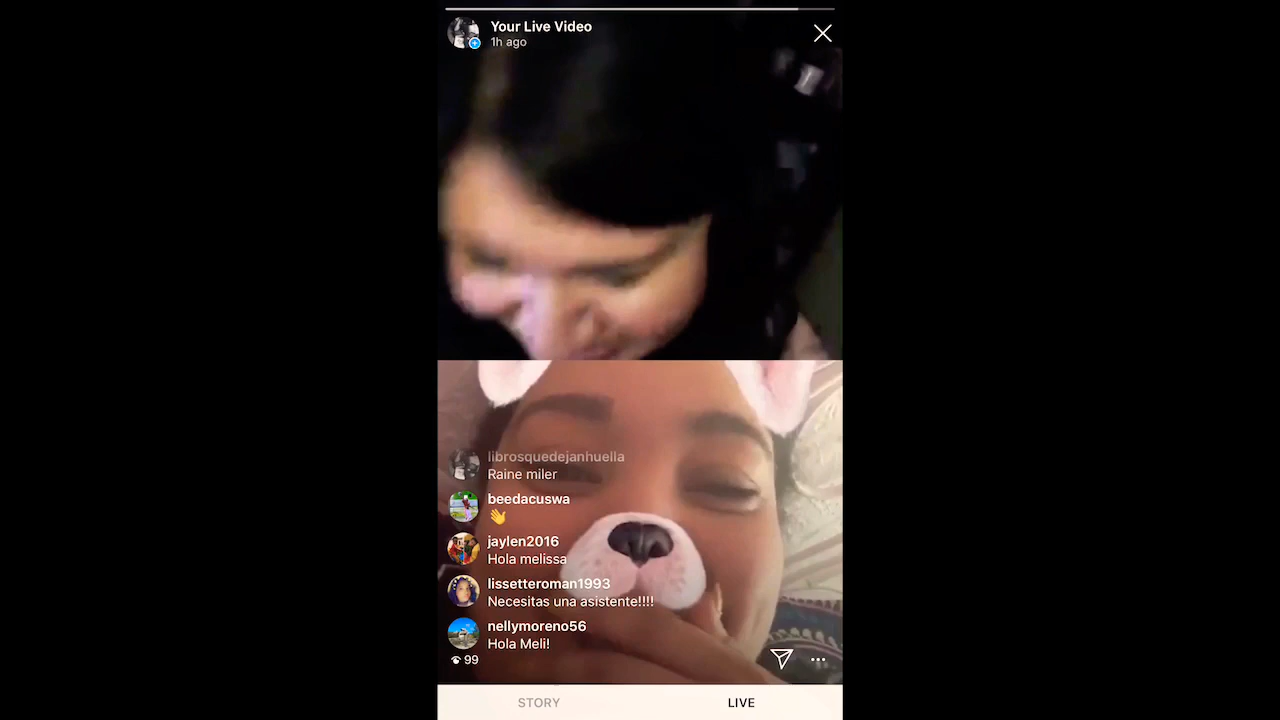 Your Live Video
1h ago
librosquedejanhuella
Raine miler
beedacuswa
👋
jaylen2016
Hola melissa
lissetteroman1993
Necesitas una asistente!!!!
nellymoreno56
Hola Meli!
99
STORY
LIVE